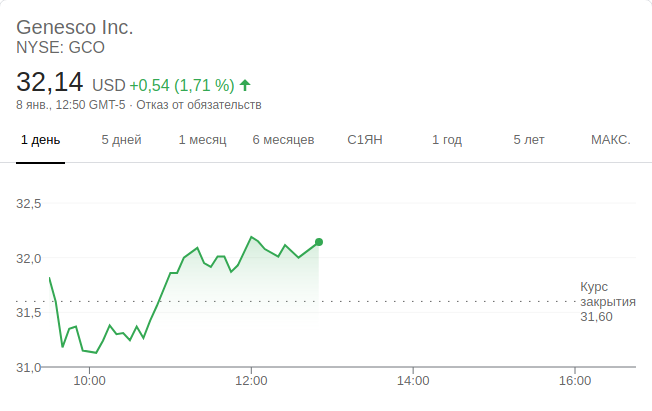 Genesco Inc.
NYSE: GCO
32,14 USD +0,54 (1,71 %)
8 янв., 12:50 GMT-5 · Отказ от обязательств
1 день 5 дней 1 месяц 6 месяцев С1ЯН 1 год 5 лет МАКС.
32,5
32,0
Курс
закрытия
31,60
31,5
31,0
10:00 12:00 14:00 16:00